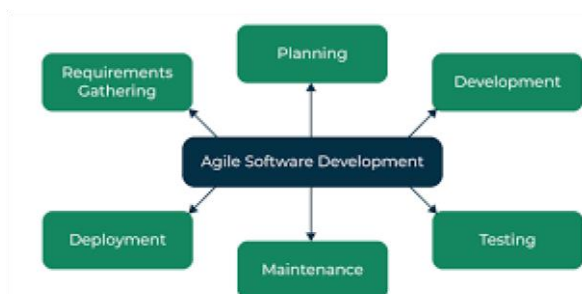 Planning
Requirements
Gathering
Development
Agile Software Development
Deployment
Testing
Maintenance